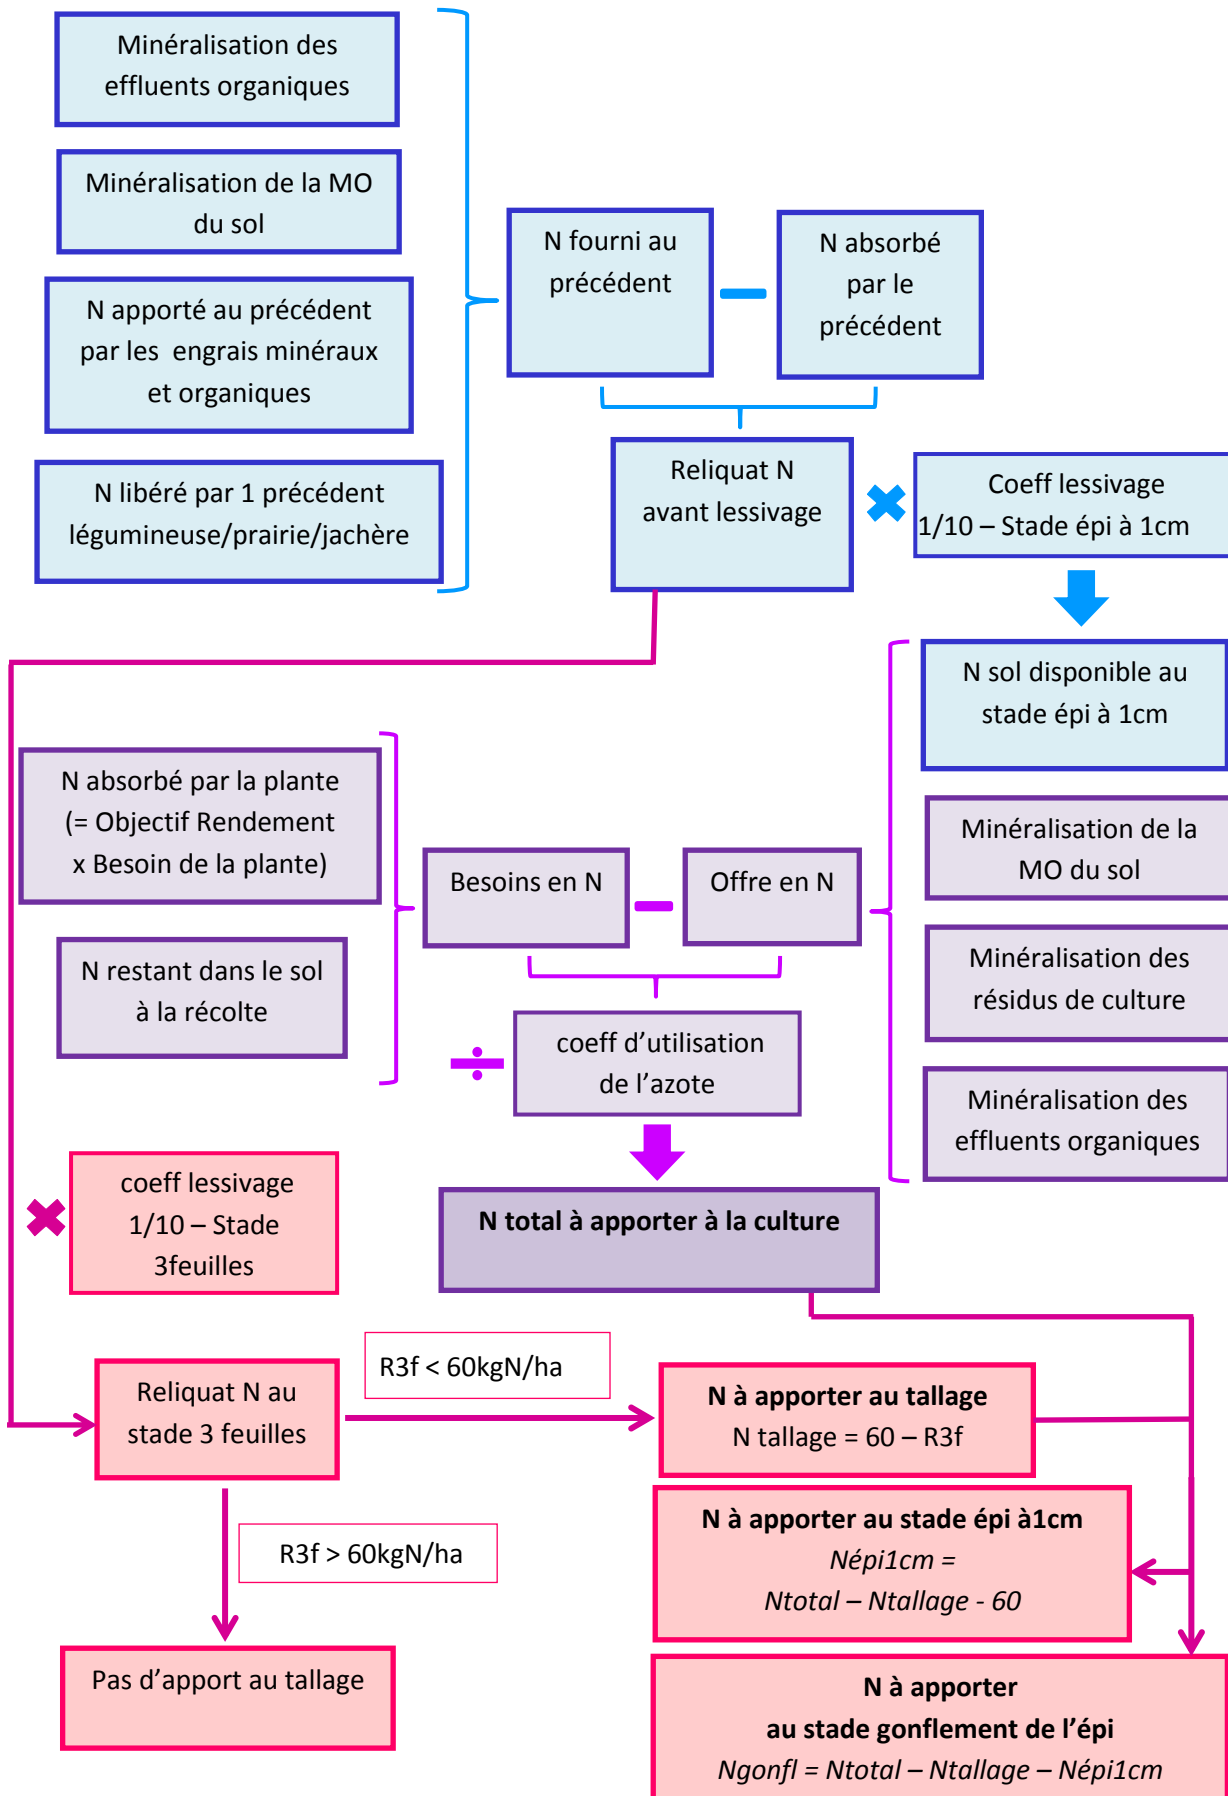 Minéralisation des
effluents organiques
Minéralisation de la MO
du sol
N apporté au précédent
par les engrais minéraux
et organiques
N libéré par 1 précédent
légumineuse/prairie/jachère
N fourni au
précédent
N absorbé
par le
précédent
Reliquat N
avant lessivage
Coeff lessivage
1/10 – Stade épi à 1cm
N sol disponible au
stade épi à 1cm
Minéralisation de la
MO du sol
Minéralisation des
résidus de culture
Minéralisation des
effluents organiques
N absorbé par la plante
(= Objectif Rendement
x Besoin de la plante)
N restant dans le sol
à la récolte
Besoins en N
Offre en N
coeff d’utilisation
de l’azote
N total à apporter à la culture
coeff lessivage
1/10 – Stade
3feuilles
Reliquat N au
stade 3 feuilles
R3f < 60kgN/ha
R3f > 60kgN/ha
Pas d’apport au tallage
N à apporter au tallage
N tallage = 60 – R3f
N à apporter au stade épi à1cm
Népi1cm =
Ntotal – Ntallage - 60
N à apporter
au stade gonflement de l’épi
Ngonfl = Ntotal – Ntallage – Népi1cm